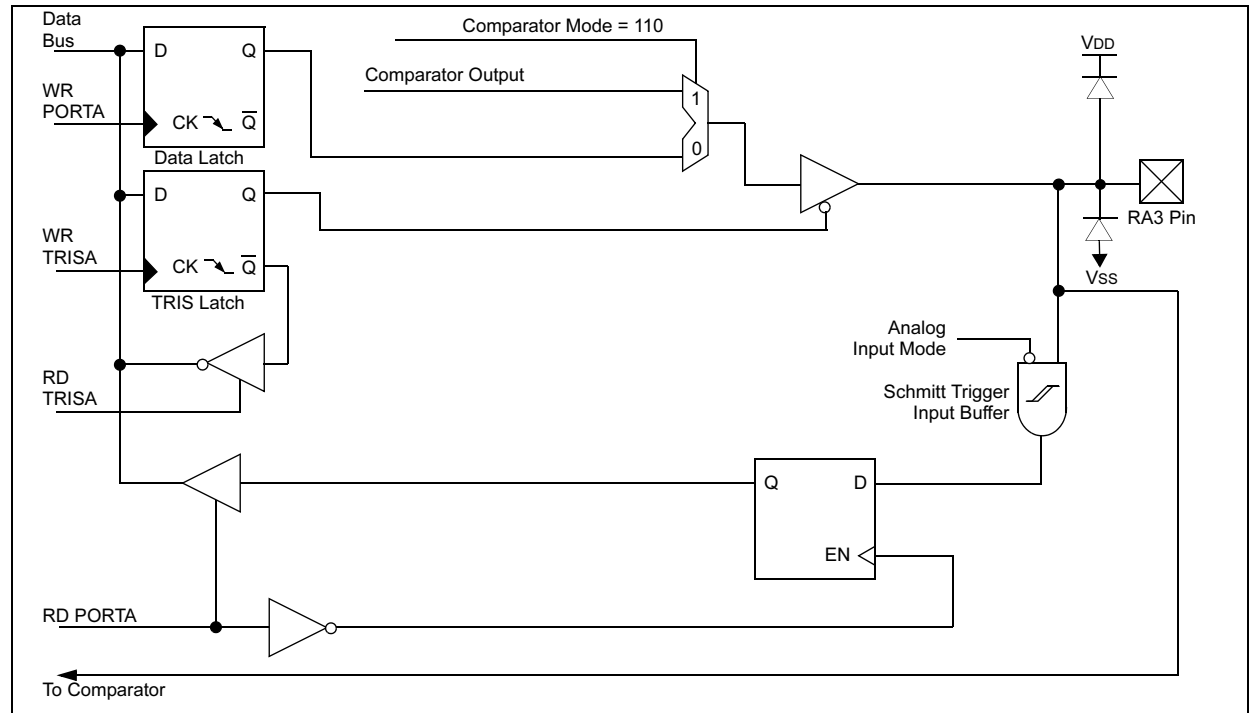 Data
Bus
D
Q
WR
PORTA
CK
Q̅
Data Latch
Comparator Mode = 110
Comparator Output
1
0
VDD
RA3 Pin
VSS
D
Q
WR
TRISA
CK
Q̅
TRIS Latch
RD
TRISA
Analog
Input Mode
Schmitt Trigger
Input Buffer
Q
D
EN
RD PORTA
To Comparator